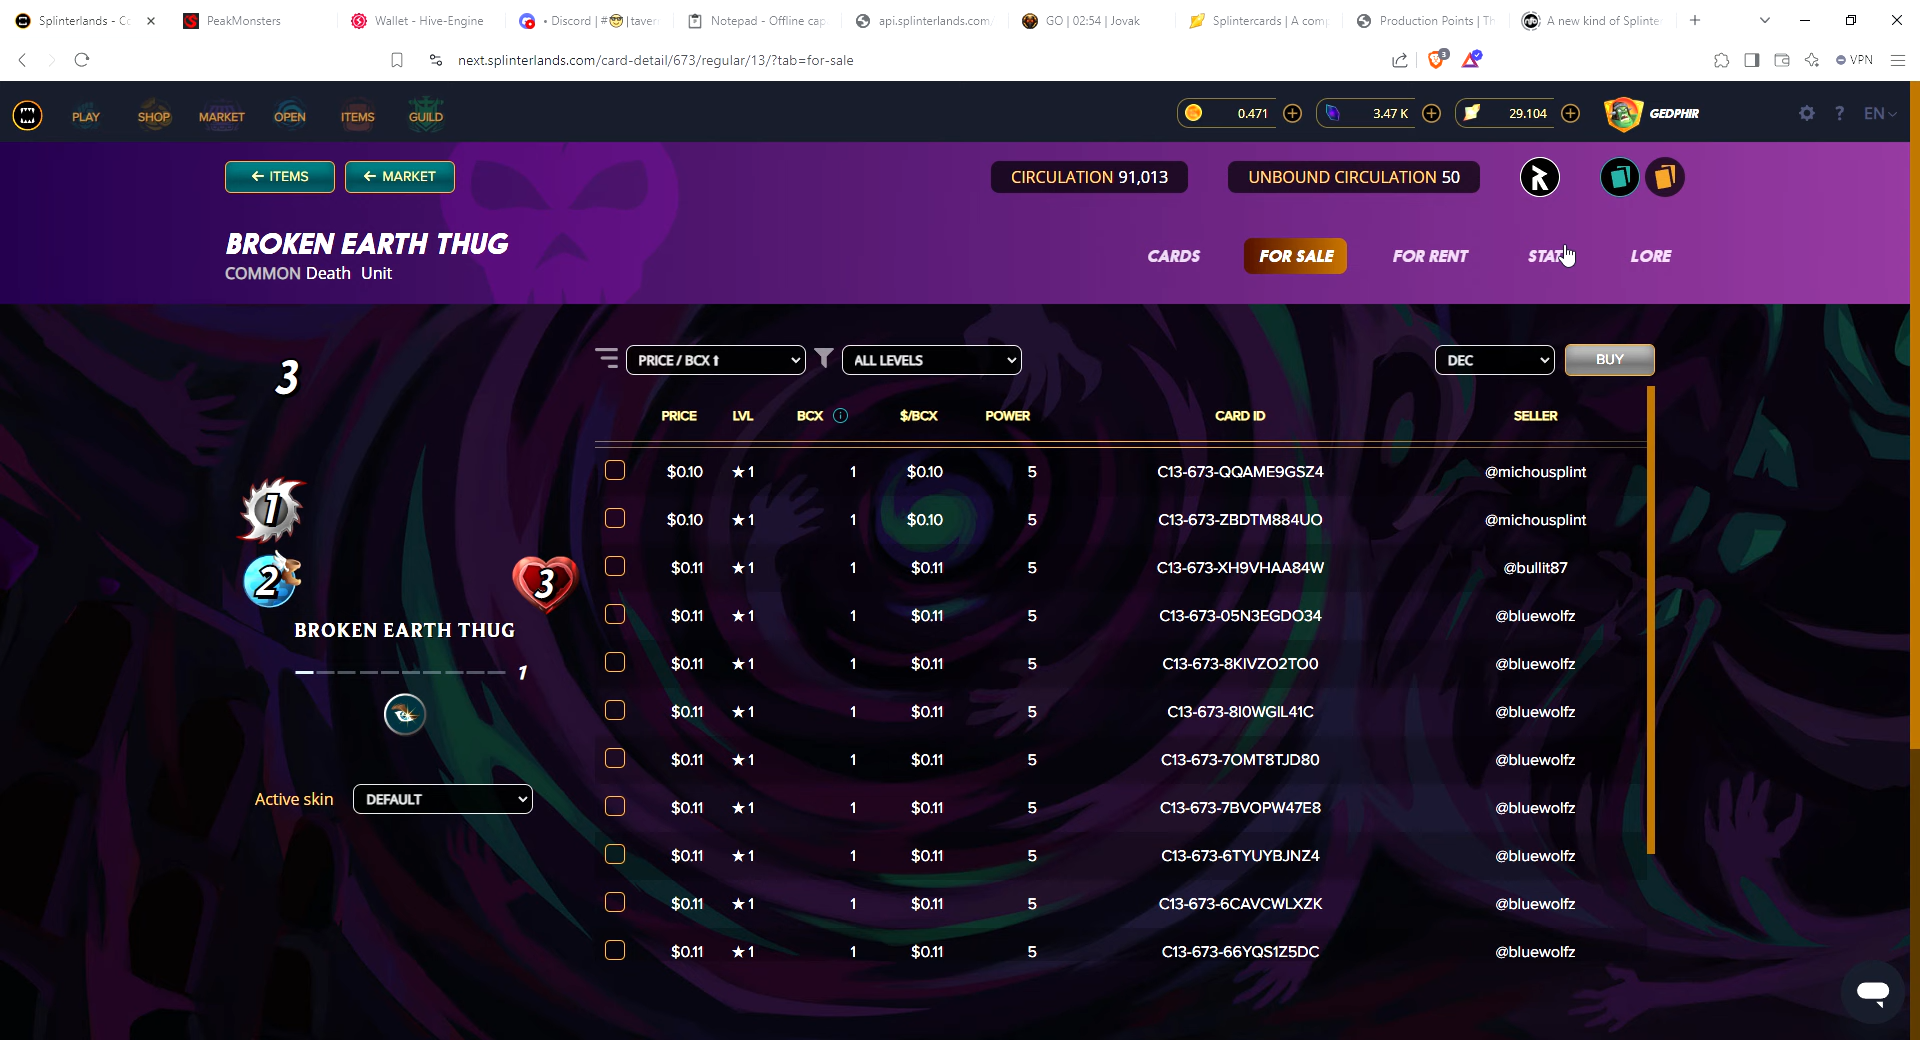 Splinterlands - Co
PeakMonsters
Wallet - Hive-Engine
• Discord | #😎|taver
Notepad - Offline cap
api.splinterlands.com
GO | 02:54 | Jovak
Splintercards | A comp
Production Points | Th
A new kind of Splinte
next.splinterlands.com/card-detail/673/regular/13/?tab=for-sale
3
VPN
PLAY
SHOP
MARKET
OPEN
ITEMS
GUILD
0.471
3.47 K
29.104
GEDPHIR
?
EN
← ITEMS
← MARKET
CIRCULATION 91,013
UNBOUND CIRCULATION 50
BROKEN EARTH THUG
COMMON Death Unit
CARDS
FOR SALE
FOR RENT
STAT
LORE
3
1
2
3
BROKEN EARTH THUG
1
Active skin
DEFAULT
PRICE / BCX ⬆
ALL LEVELS
DEC
BUY
PRICE LVL BCX $/BCX POWER CARD ID SELLER
$0.10 ★1 1 $0.10 5 C13-673-QQAME9GSZ4 @michousplint
$0.10 ★1 1 $0.10 5 C13-673-ZBDTM884UO @michousplint
$0.11 ★1 1 $0.11 5 C13-673-XH9VHAA84W @bullit87
$0.11 ★1 1 $0.11 5 C13-673-05N3EGDO34 @bluewolfz
$0.11 ★1 1 $0.11 5 C13-673-8KIVZO2TO0 @bluewolfz
$0.11 ★1 1 $0.11 5 C13-673-8I0WGIL41C @bluewolfz
$0.11 ★1 1 $0.11 5 C13-673-7OMT8TJD80 @bluewolfz
$0.11 ★1 1 $0.11 5 C13-673-7BVOPW47E8 @bluewolfz
$0.11 ★1 1 $0.11 5 C13-673-6TYUYBJNZ4 @bluewolfz
$0.11 ★1 1 $0.11 5 C13-673-6CAVCWLXZK @bluewolfz
$0.11 ★1 1 $0.11 5 C13-673-66YQS1Z5DC @bluewolfz